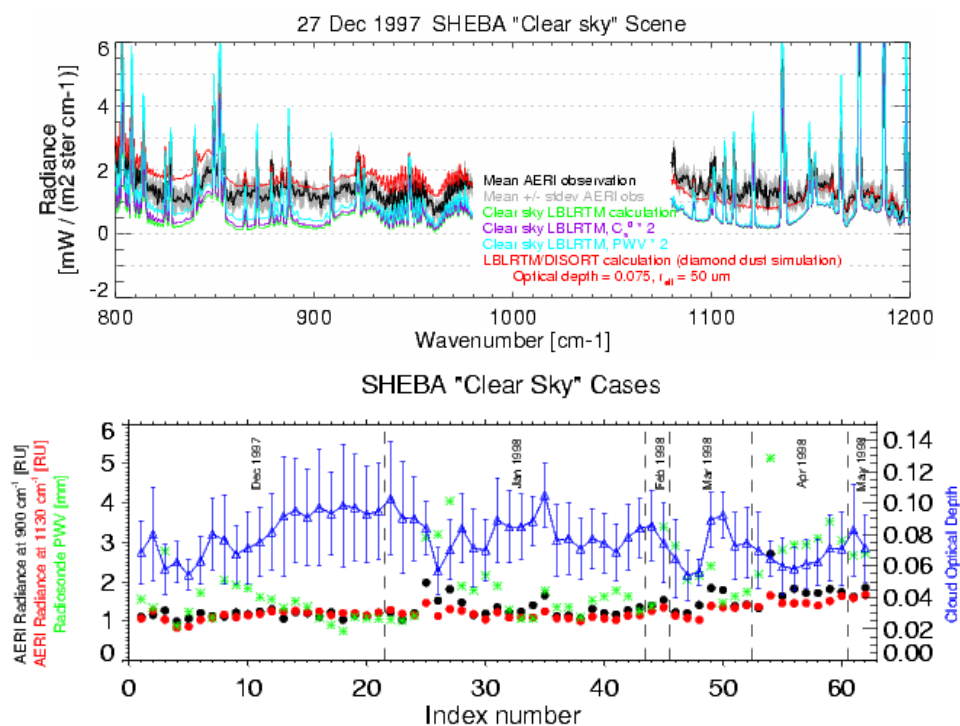 27 Dec 1997 SHEBA "Clear sky" Scene
Radiance
[mW / (m2 ster cm-1)]
6
4
2
0
-2
Mean AERI observation
Mean +/- stdev AERI obs
Clear sky LBLRTM calculation
Clear sky LBLRTM, C * 2
Clear sky LBLRTM, PWV * 2
LBLRTM/DISORT calculation (diamond dust simulation)
Optical depth = 0.075, r = 50 um
800 900 1000 1100 1200
Wavenumber [cm-1]
SHEBA "Clear Sky" Cases
AERI Radiance at 900 cm⁻¹ [RU]
AERI Radiance at 1130 cm⁻¹ [RU]
Radiosonde PWV [mm]
6
5
4
3
2
1
0
Dec 1997
Jan 1998
Feb 1998
Mar 1998
Apr 1998
May 1998
0.14
0.12
0.10
0.08
0.06
0.04
0.02
0.00
Cloud Optical Depth
0 10 20 30 40 50 60
Index number